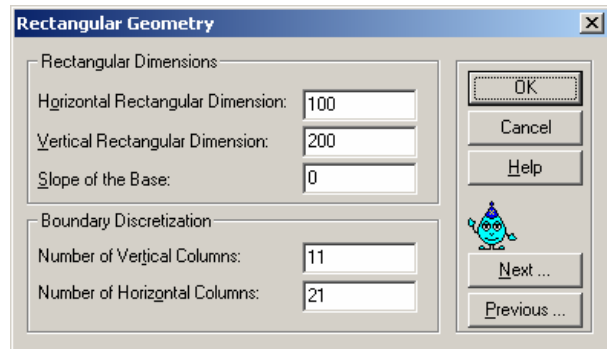 Rectangular Geometry
Rectangular Dimensions
Horizontal Rectangular Dimension: 100
Vertical Rectangular Dimension: 200
Slope of the Base: 0
Boundary Discretization
Number of Vertical Columns: 11
Number of Horizontal Columns: 21
OK
Cancel
Help
Next ...
Previous ...